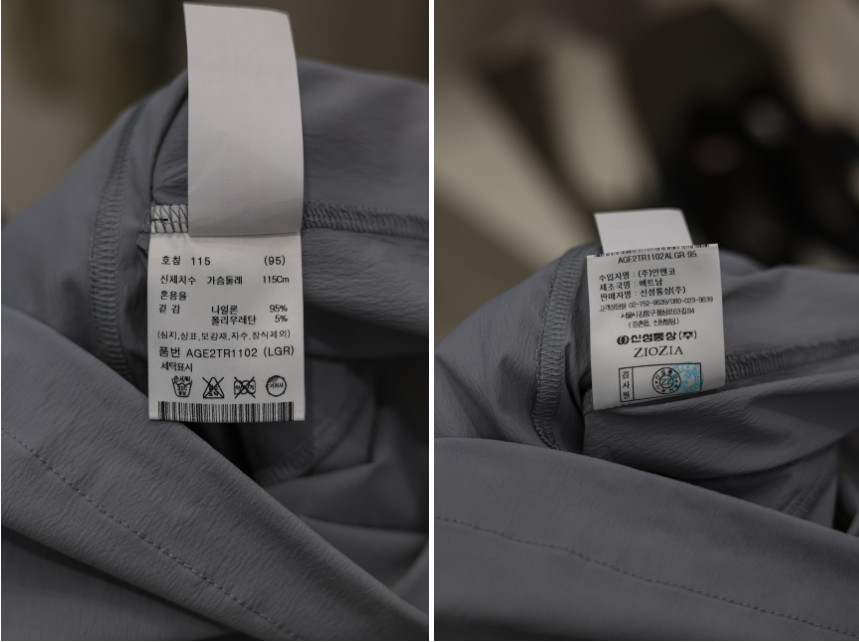 호칭 115 (95)
신체치수 가슴둘레 115Cm
혼용율
겉 감 나일론 95%
폴리우레탄 5%
(심지,상표,보강재,자수,장식제외)
품번 AGE2TR1102 (LGR)
세탁표시
AGE2TR1102ALGR 95
수입자명 : (주)인앤코
제조국명 : 베트남
판매자명 : 신성통상(주)
신성통상 (주)
ZIOZIA
검사필